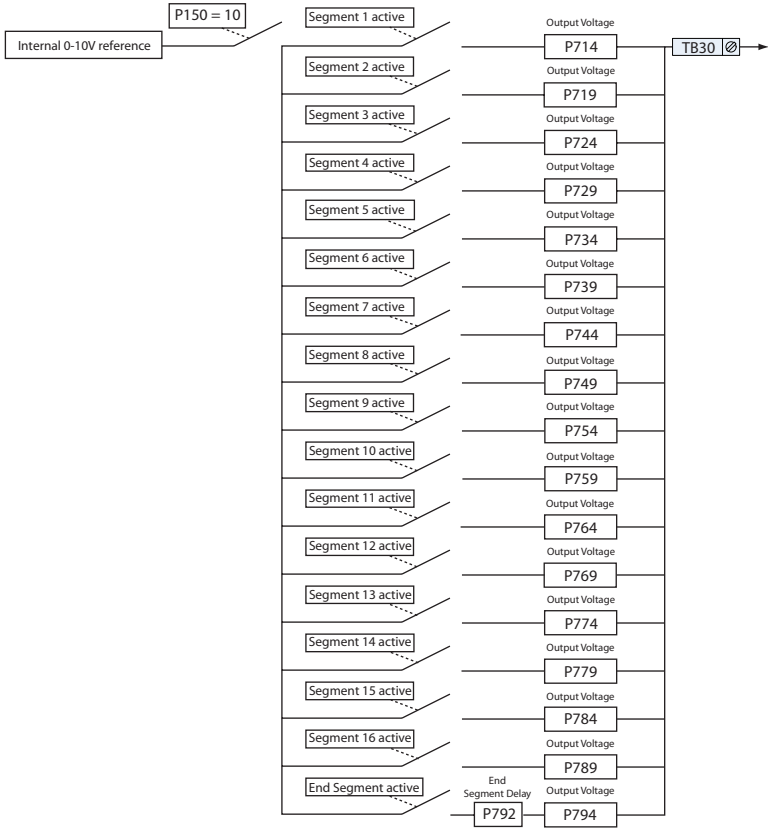 P150 = 10
Internal 0-10V reference
Segment 1 active
Output Voltage
P714
TB30
Segment 2 active
Output Voltage
P719
Segment 3 active
Output Voltage
P724
Segment 4 active
Output Voltage
P729
Segment 5 active
Output Voltage
P734
Segment 6 active
Output Voltage
P739
Segment 7 active
Output Voltage
P744
Segment 8 active
Output Voltage
P749
Segment 9 active
Output Voltage
P754
Segment 10 active
Output Voltage
P759
Segment 11 active
Output Voltage
P764
Segment 12 active
Output Voltage
P769
Segment 13 active
Output Voltage
P774
Segment 14 active
Output Voltage
P779
Segment 15 active
Output Voltage
P784
Segment 16 active
Output Voltage
P789
End Segment active
End
Segment Delay
P792
Output Voltage
P794